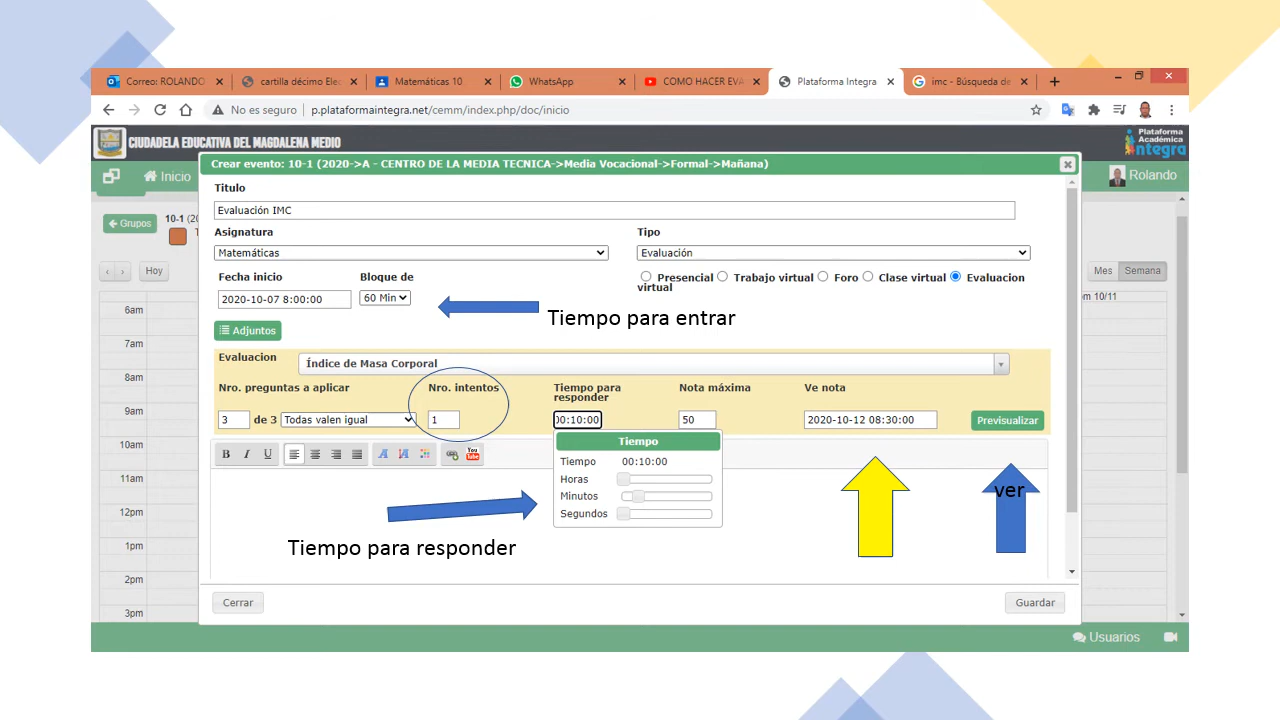 Correo: ROLANDO
cartilla décimo Elec
Matemáticas 10
WhatsApp
COMO HACER EVA
Plataforma Integra
imc - Búsqueda de
No es seguro | p.plataformaintegra.net/cemm/index.php/doc/inicio
CIUDADELA EDUCATIVA DEL MAGDALENA MEDIO
Plataforma
Académica
integra
Crear evento: 10-1 (2020->A - CENTRO DE LA MEDIA TECNICA->Media Vocacional->Formal->Mañana)
Inicio
Rolando
Titulo
Evaluación IMC
Grupos
10-1 (20
Asignatura
Tipo
Matemáticas
Evaluación
Fecha inicio
Bloque de
Presencial Trabajo virtual Foro Clase virtual Evaluacion
virtual
Hoy
Mes Semana
2020-10-07 8:00:00
60 Min
m 10/11
Tiempo para entrar
Adjuntos
6am
7am
8am
9am
10am
11am
12pm
1pm
2pm
3pm
Evaluacion
Índice de Masa Corporal
Nro. preguntas a aplicar
Nro. intentos
Tiempo para
responder
Nota máxima
Ve nota
3 de 3 Todas valen igual
1
00:10:00
50
2020-10-12 08:30:00
Previsualizar
B I U
You
Tube
Tiempo
Tiempo 00:10:00
Horas
Minutos
Segundos
ver
Tiempo para responder
Cerrar
Guardar
Usuarios